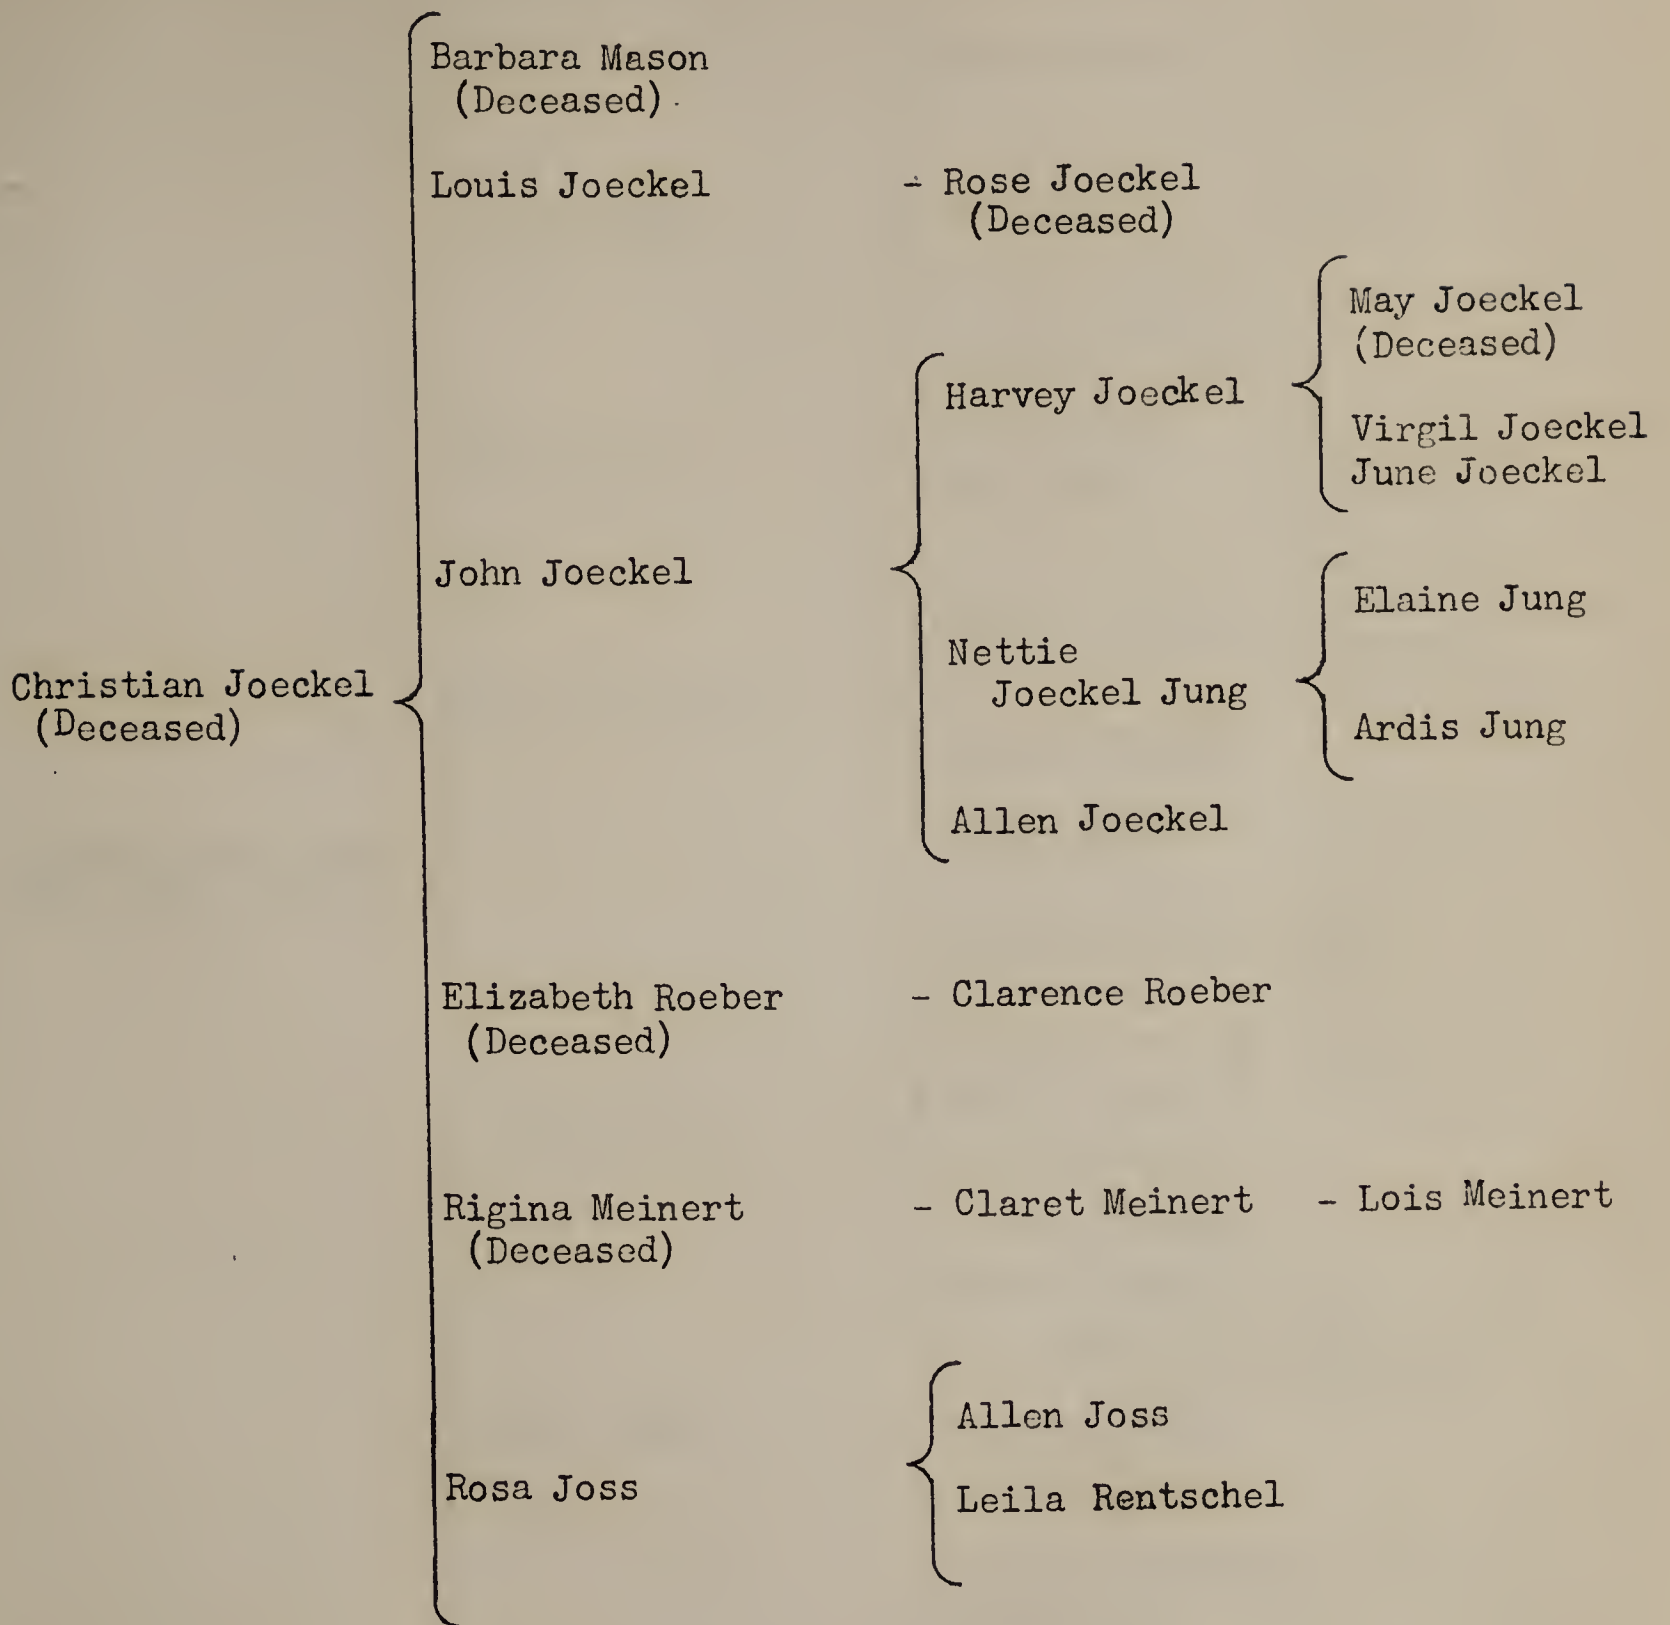 Barbara Mason
(Deceased)
Louis Joeckel
- Rose Joeckel
(Deceased)
May Joeckel
(Deceased)
Harvey Joeckel
Virgil Joeckel
June Joeckel
John Joeckel
Elaine Jung
Nettie
Joeckel Jung
Ardis Jung
Christian Joeckel
(Deceased)
Allen Joeckel
Elizabeth Roeber
(Deceased)
- Clarence Roeber
Rigina Meinert
(Deceased)
- Claret Meinert
- Lois Meinert
Rosa Joss
Allen Joss
Leila Rentschel